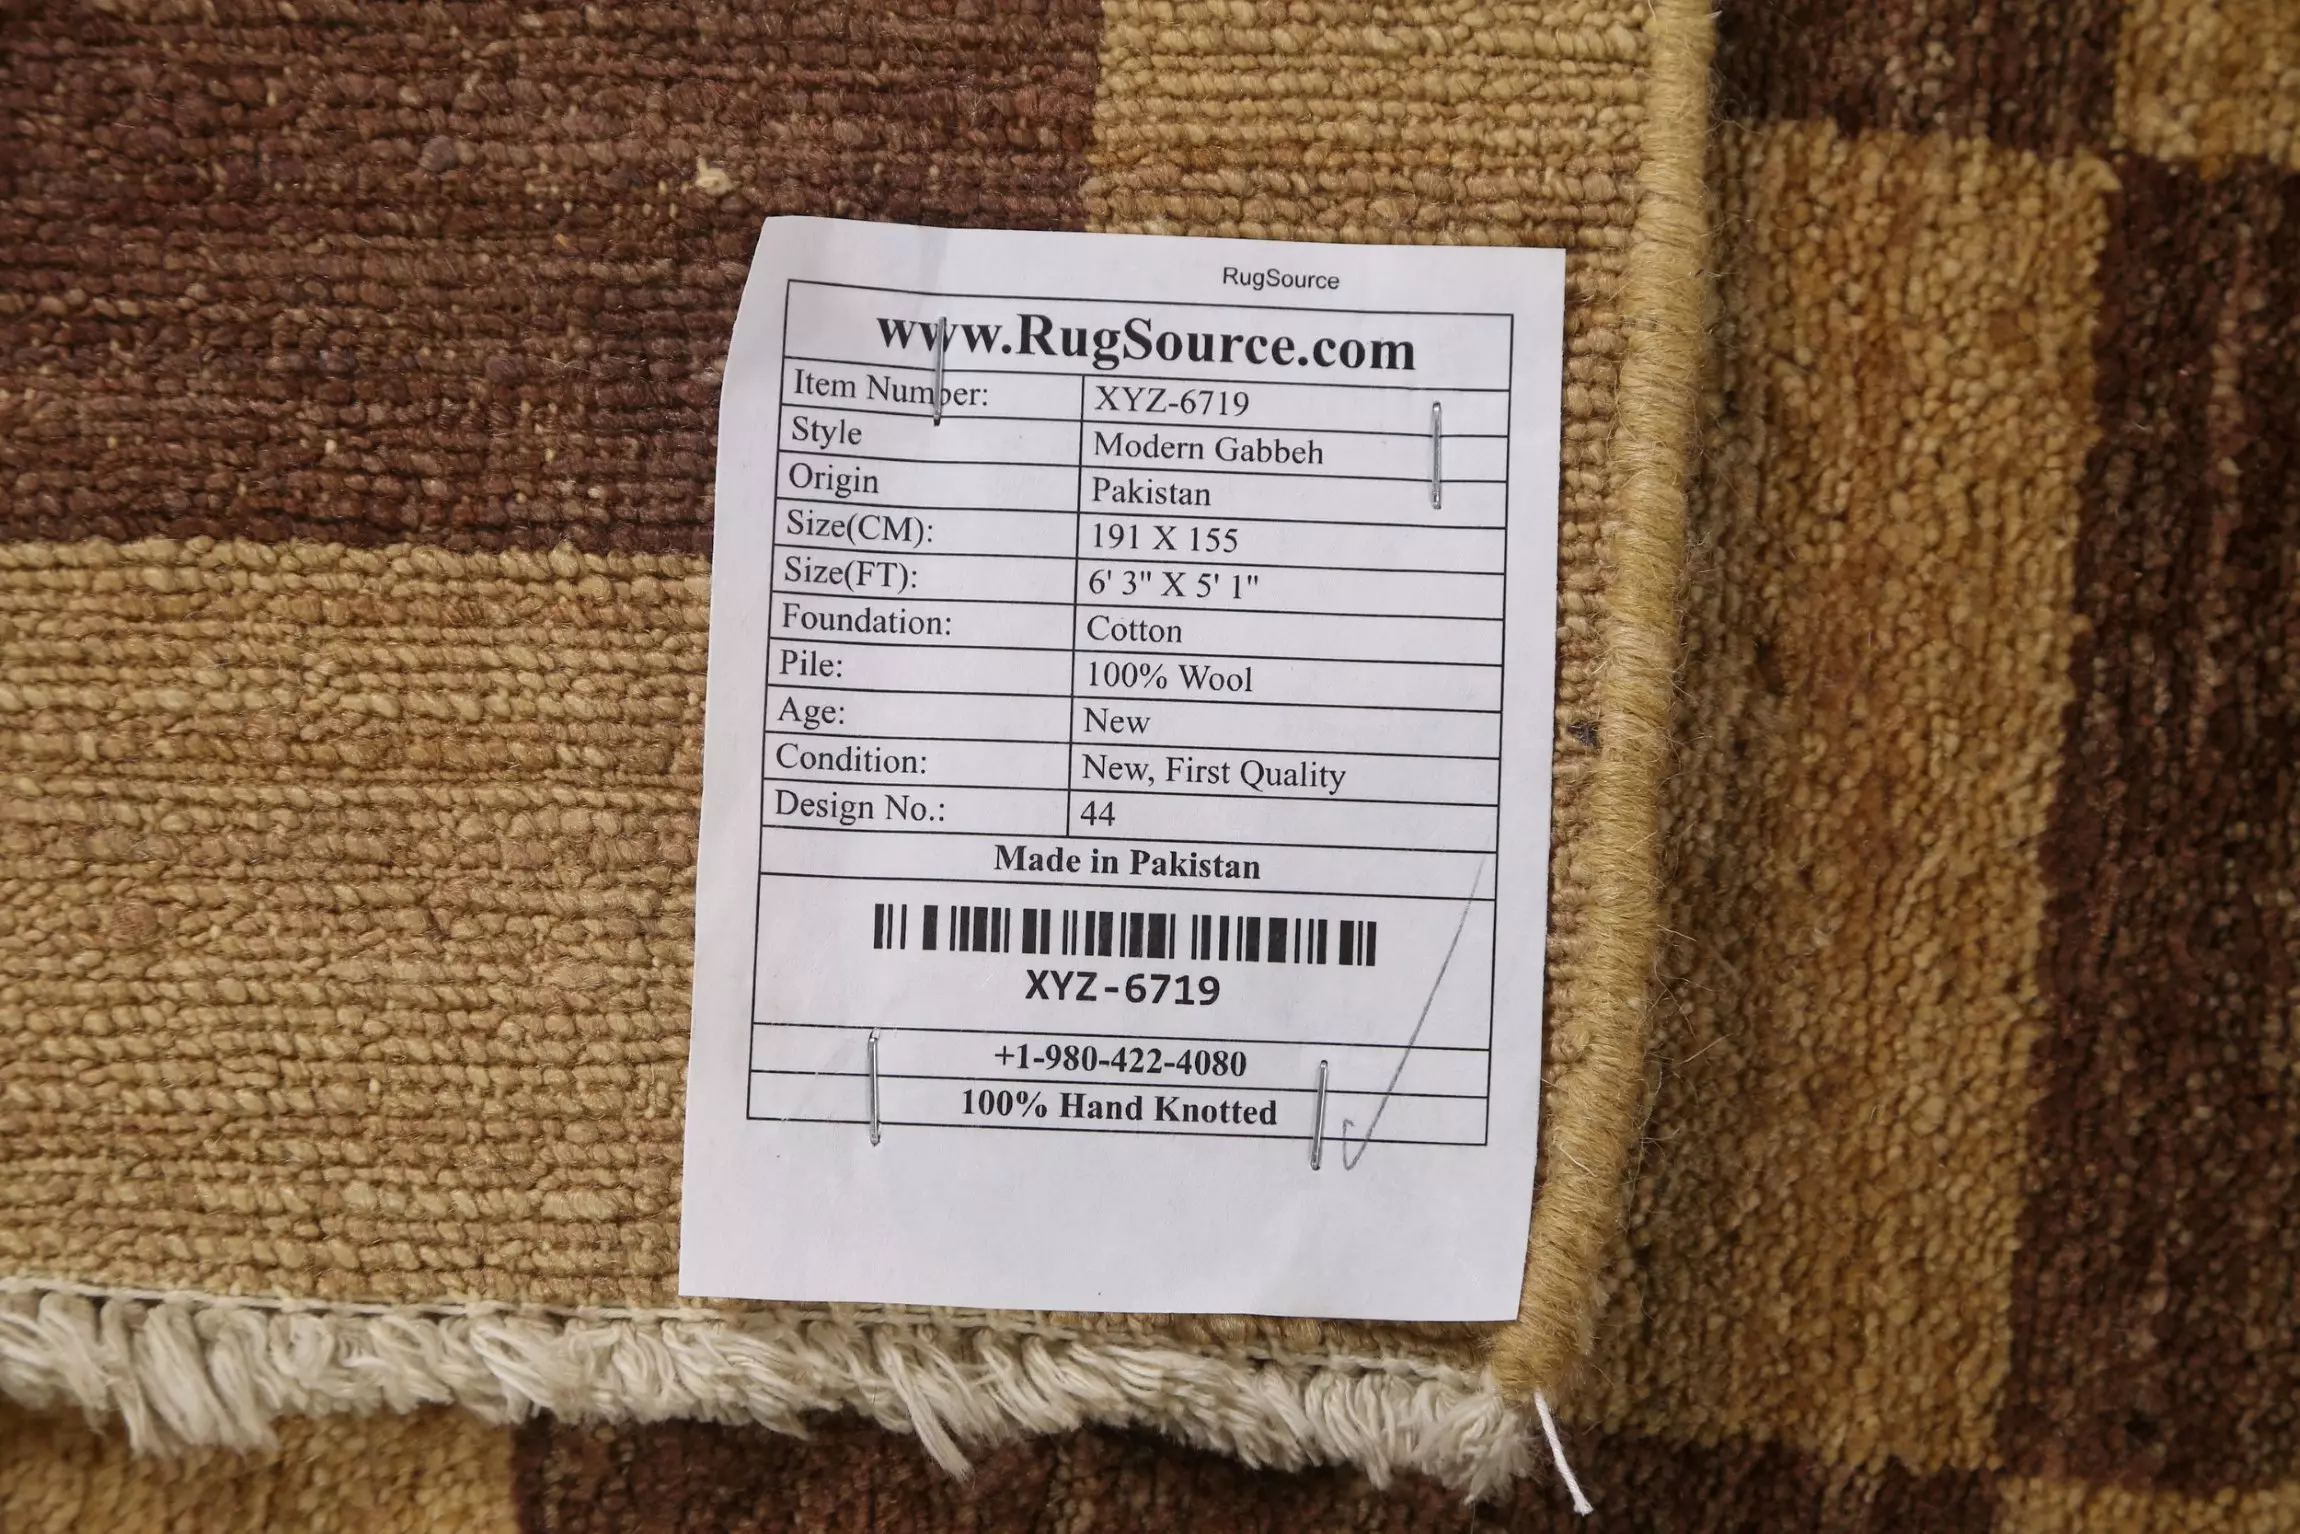 RugSource
www.RugSource.com
Item Number: XYZ-6719
Style Modern Gabbeh
Origin Pakistan
Size(CM): 191 X 155
Size(FT): 6' 3" X 5' 1"
Foundation: Cotton
Pile: 100% Wool
Age: New
Condition: New, First Quality
Design No.: 44
Made in Pakistan
XYZ-6719
+1-980-422-4080
100% Hand Knotted